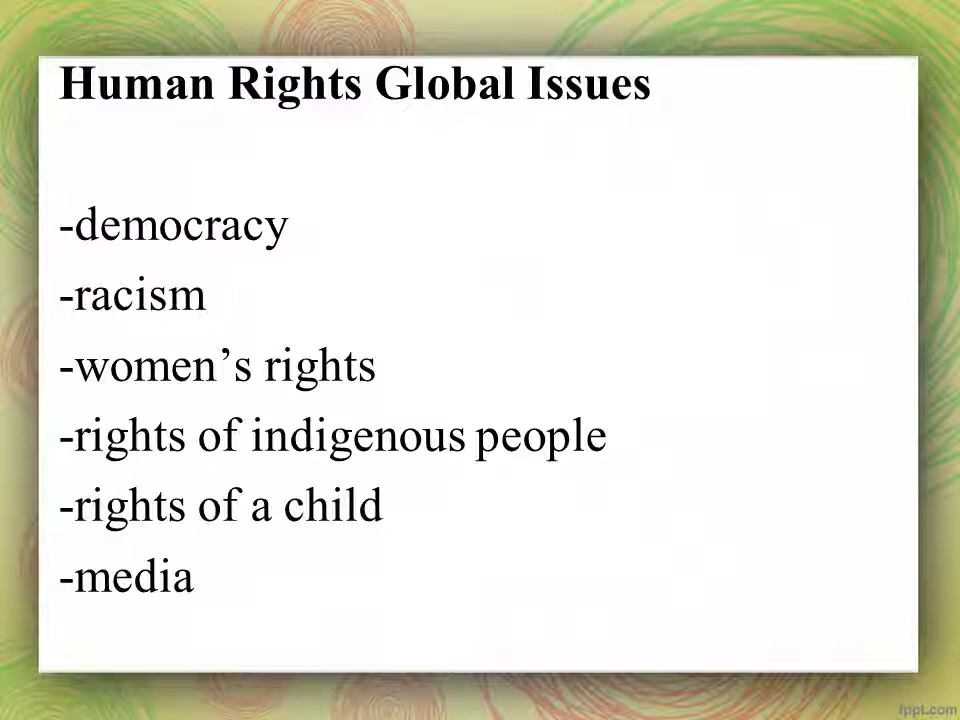 Human Rights Global Issues
-democracy
-racism
-women’s rights
-rights of indigenous people
-rights of a child
-media
fppt.com